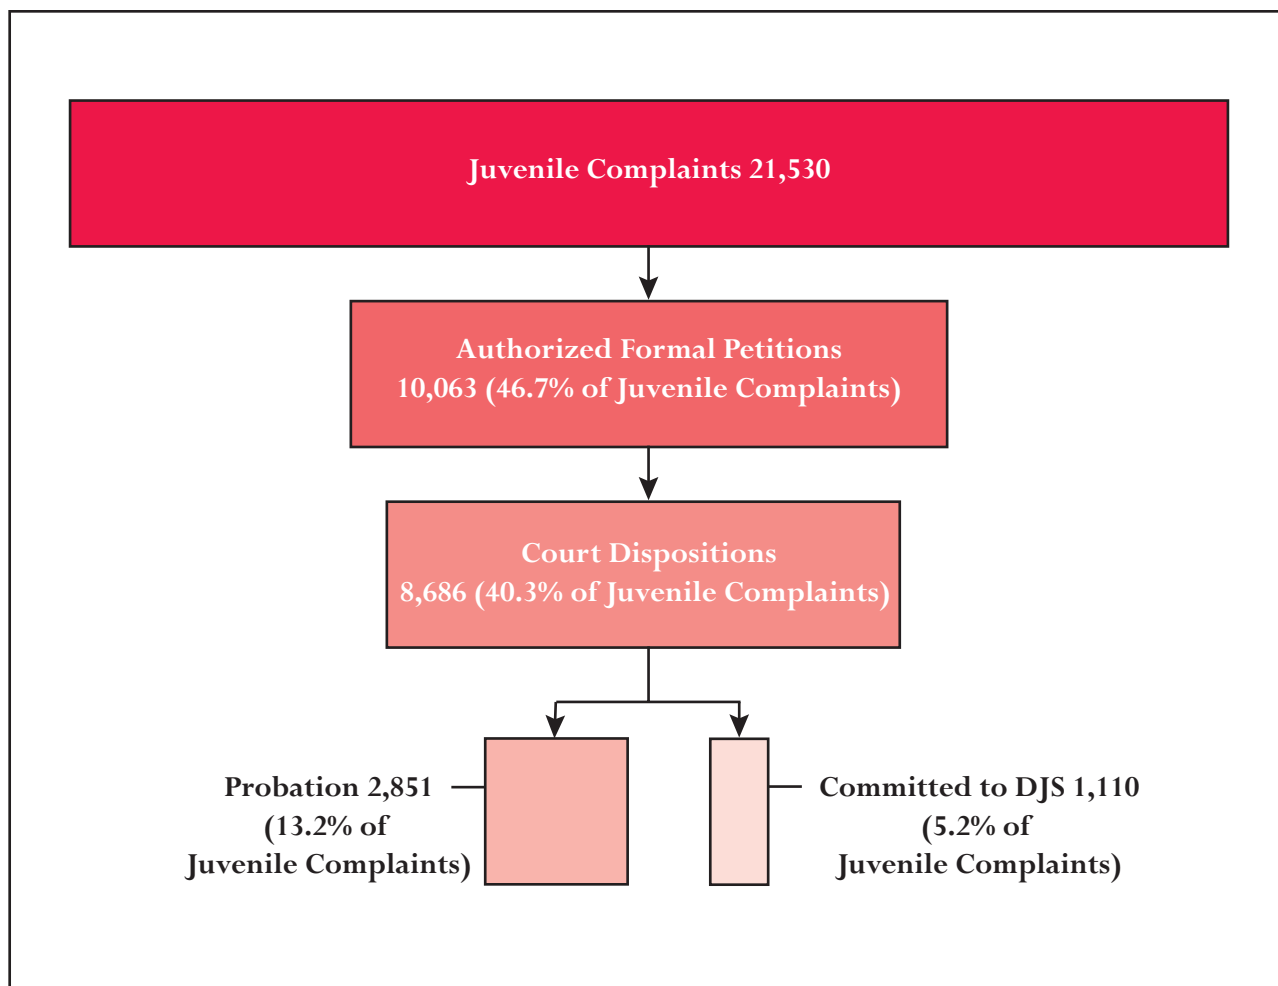 Juvenile Complaints 21,530
Authorized Formal Petitions
10,063 (46.7% of Juvenile Complaints)
Court Dispositions
8,686 (40.3% of Juvenile Complaints)
Probation 2,851
(13.2% of
Juvenile Complaints)
Committed to DJS 1,110
(5.2% of
Juvenile Complaints)